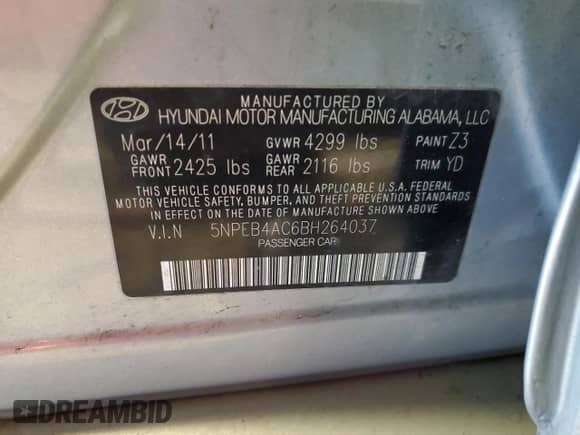 MANUFACTURED BY
HYUNDAI MOTOR MANUFACTURING ALABAMA, LLC
Mar/14/11 GVWR 4299 lbs PAINT Z3
GAWR FRONT 2425 lbs GAWR REAR 2116 lbs TRIM YD
THIS VEHICLE CONFORMS TO ALL APPLICABLE U.S.A. FEDERAL
MOTOR VEHICLE SAFETY, BUMPER, AND THEFT PREVENTION STANDARDS
IN EFFECT ON THE DATE OF MANUFACTURE SHOWN ABOVE.
V.I.N 5NPEB4AC6BH264037
PASSENGER CAR
DREAMBID